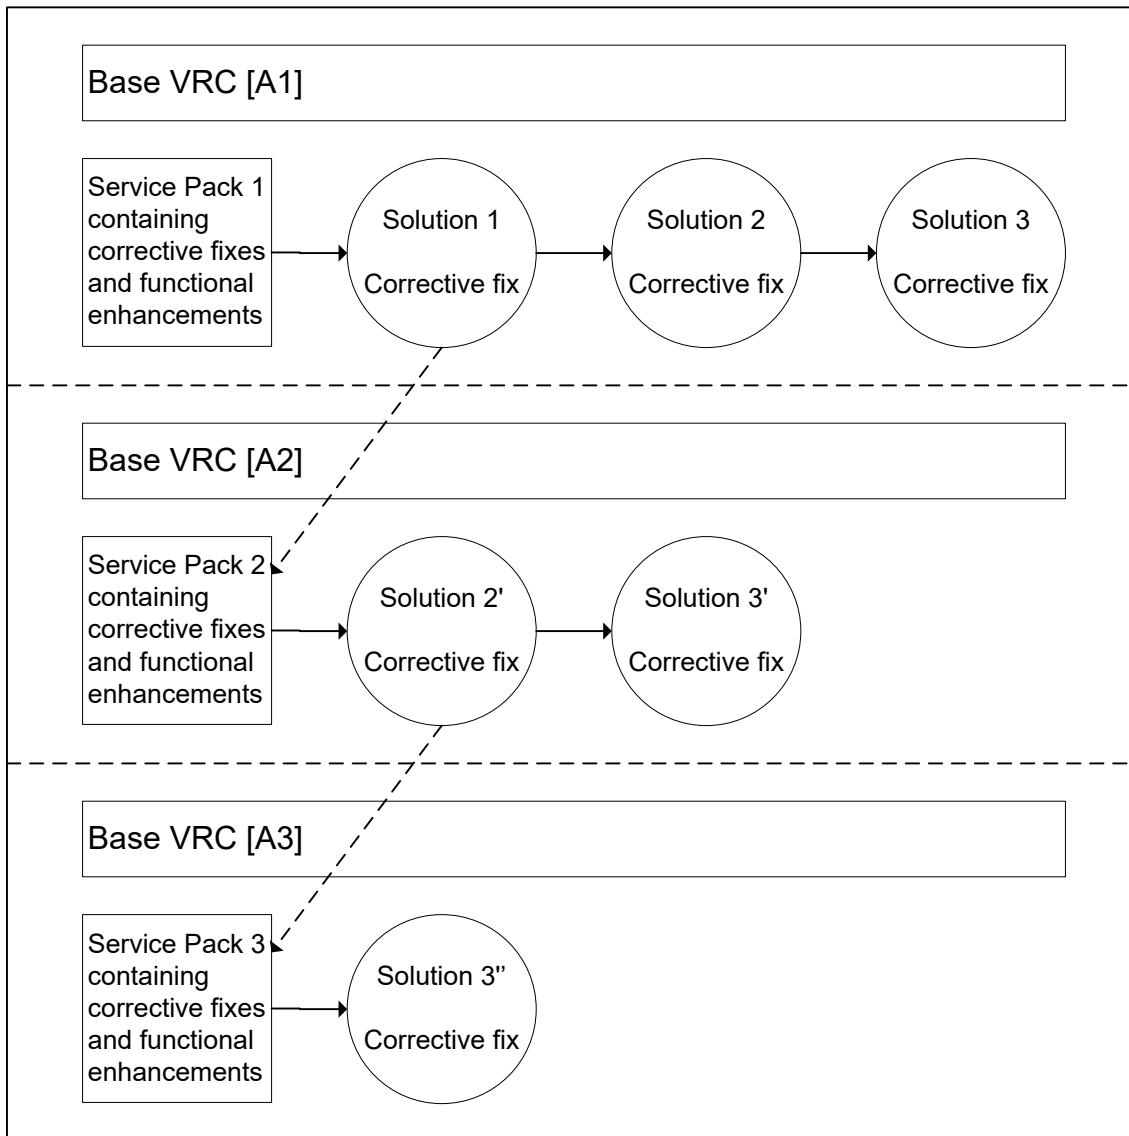 Base VRC [A1]
Service Pack 1
containing
corrective fixes
and functional
enhancements
Solution 1
Corrective fix
Solution 2
Corrective fix
Solution 3
Corrective fix
Base VRC [A2]
Service Pack 2
containing
corrective fixes
and functional
enhancements
Solution 2'
Corrective fix
Solution 3'
Corrective fix
Base VRC [A3]
Service Pack 3
containing
corrective fixes
and functional
enhancements
Solution 3''
Corrective fix